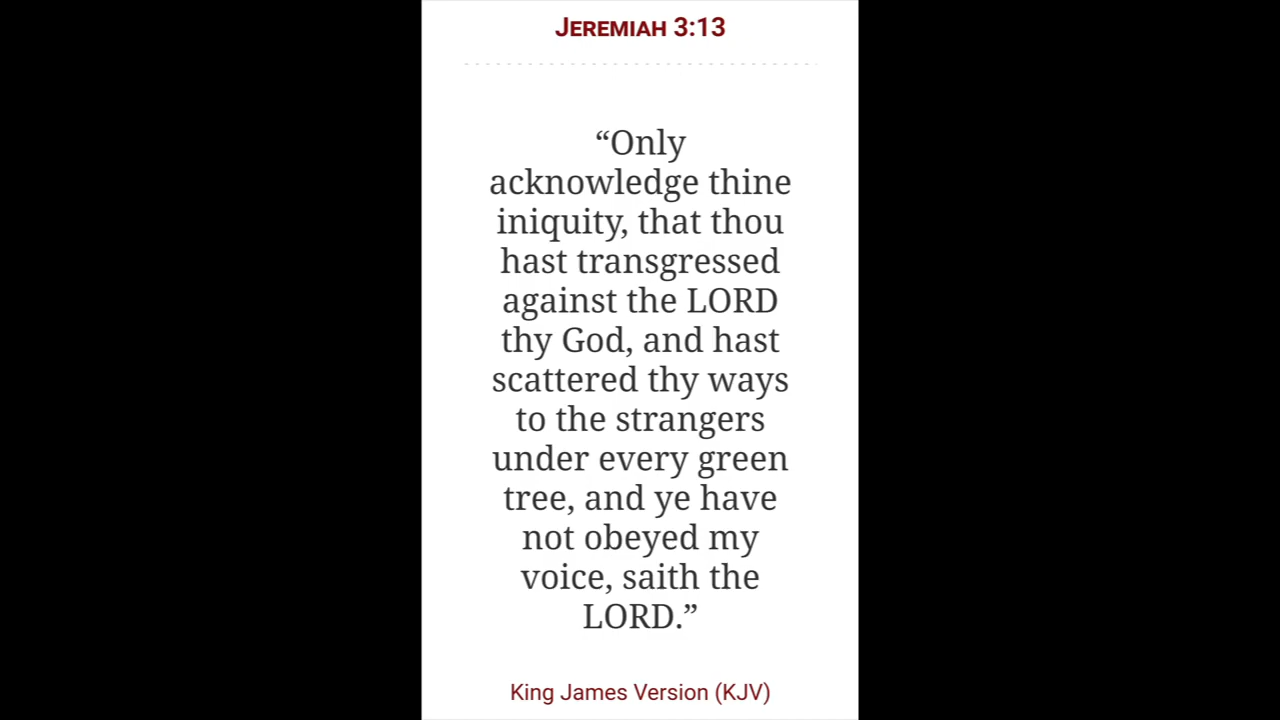 JEREMIAH 3:13
“Only
acknowledge thine
iniquity, that thou
hast transgressed
against the LORD
thy God, and hast
scattered thy ways
to the strangers
under every green
tree, and ye have
not obeyed my
voice, saith the
LORD.”
King James Version (KJV)